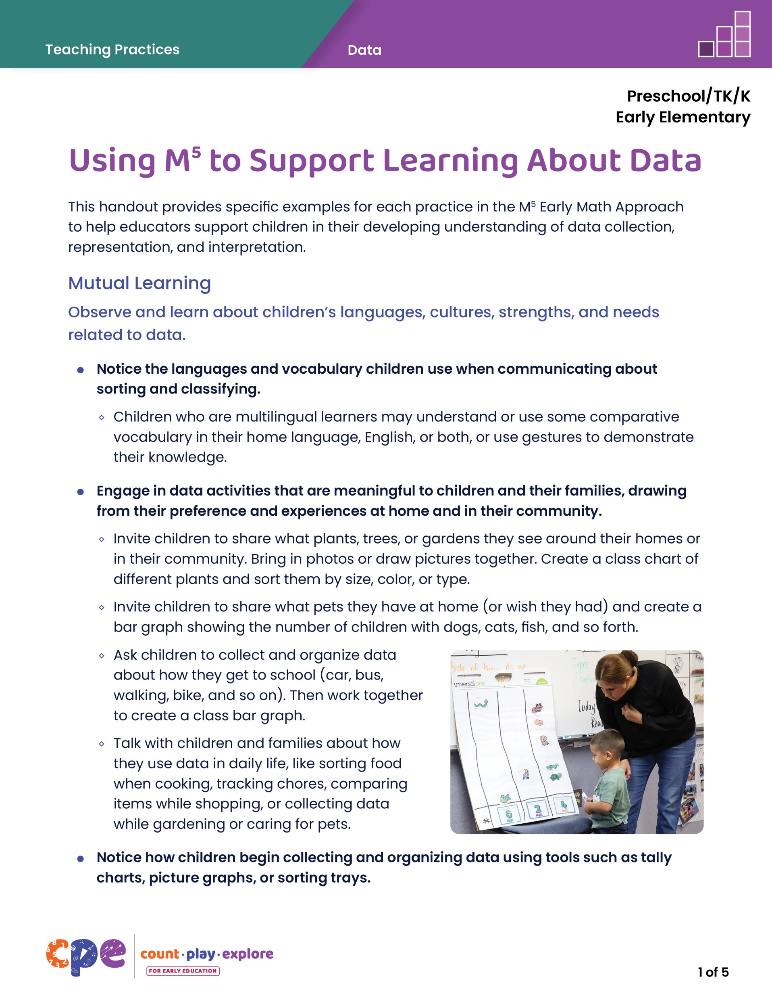 Teaching Practices
Data
Preschool/TK/K
Early Elementary
Using M⁵ to Support Learning About Data
This handout provides specific examples for each practice in the M⁵ Early Math Approach
to help educators support children in their developing understanding of data collection,
representation, and interpretation.
Mutual Learning
Observe and learn about children’s languages, cultures, strengths, and needs
related to data.
● Notice the languages and vocabulary children use when communicating about
sorting and classifying.
⋄ Children who are multilingual learners may understand or use some comparative
vocabulary in their home language, English, or both, or use gestures to demonstrate
their knowledge.
● Engage in data activities that are meaningful to children and their families, drawing
from their preference and experiences at home and in their community.
⋄ Invite children to share what plants, trees, or gardens they see around their homes or
in their community. Bring in photos or draw pictures together. Create a class chart of
different plants and sort them by size, color, or type.
⋄ Invite children to share what pets they have at home (or wish they had) and create a
bar graph showing the number of children with dogs, cats, fish, and so forth.
⋄ Ask children to collect and organize data
about how they get to school (car, bus,
walking, bike, and so on). Then work together
to create a class bar graph.
⋄ Talk with children and families about how
they use data in daily life, like sorting food
when cooking, tracking chores, comparing
items while shopping, or collecting data
while gardening or caring for pets.
of them do we
Types
universal one
Today
Read
# 0 legs. 2 legs. 4 legs.
● Notice how children begin collecting and organizing data using tools such as tally
charts, picture graphs, or sorting trays.
cpe
count·play·explore
FOR EARLY EDUCATION
1 of 5